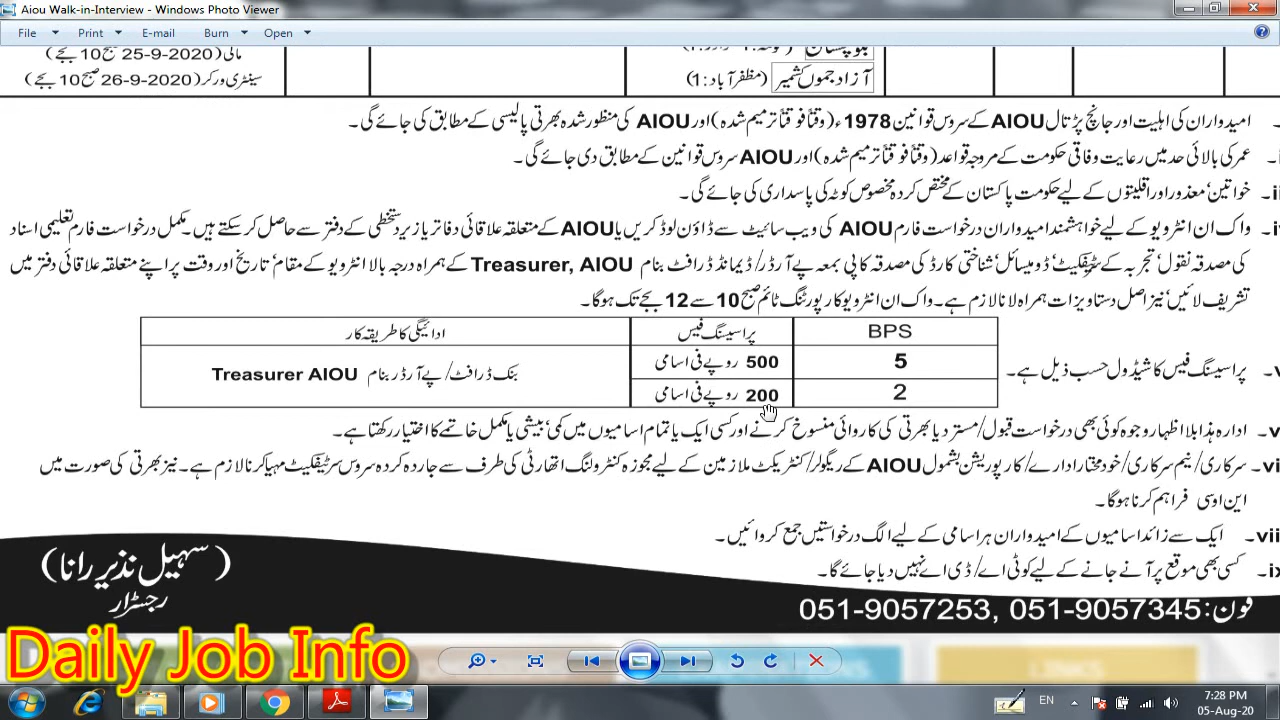 Aiou Walk-in-Interview - Windows Photo Viewer
File Print Email Burn Open
مالی (25-9-2020 صبح 10 بجے)
سینٹری ورکر (26-9-2020 صبح 10 بجے)
بلوچستان
آزاد جموں کشمیر (مظفرآباد: 1)
امیدواران کی اہلیت اور جانچ پڑتال AIOU کے سروس قوانین 1978ء (وقتاً فوقتاً ترمیم شدہ) اور AIOU کی منظور شدہ بھرتی پالیسی کے مطابق کی جائے گی۔
عمر کی بالائی حد میں رعایت وفاقی حکومت کے مروجہ قواعد (وقتاً فوقتاً ترمیم شدہ) اور AIOU سروس قوانین کے مطابق دی جائے گی۔
خواتین، معذور اور اقلیتوں کے لیے حکومت پاکستان کے مختص کردہ مخصوص کوٹہ کی پاسداری کی جائے گی۔
واک ان انٹرویو کے لیے خواہشمند امیدواران درخواست فارم AIOU کی ویب سائیٹ سے ڈاؤن لوڈ کریں یا AIOU کے متعلقہ علاقائی دفاتر یا زیر دستخطی کے دفتر سے حاصل کر سکتے ہیں۔ مکمل درخواست فارم تعلیمی اسناد
کی مصدقہ نقول، تجربہ کے سرٹیفکیٹ، ڈومیسائل، شناختی کارڈ کی مصدقہ کاپی بمعہ پے آرڈر/ڈیمانڈ ڈرافٹ بنام Treasurer, AIOU کے ہمراہ درجہ بالا انٹرویو کے مقام، تاریخ اور وقت پر اپنے متعلقہ علاقائی دفتر میں
تشریف لائیں، نیز اصل دستاویزات ہمراہ لانا لازم ہے۔ واک ان انٹرویو کا رپورٹنگ ٹائم صبح 10 سے 12 بجے تک ہوگا۔
پراسیسنگ فیس کا شیڈول حسب ذیل ہے۔
BPS پراسیسنگ فیس ادائیگی کا طریقہ کار
5 500 روپے فی اسامی بنک ڈرافٹ/پے آرڈر بنام Treasurer AIOU
2 200 روپے فی اسامی
ادارہ ہذا بلا اظہار وجوہ کوئی بھی درخواست قبول/مسترد یا بھرتی کی کاروائی منسوخ کرنے اور کسی ایک یا تمام اسامیوں میں کمی، بیشی یا مکمل خاتمے کا اختیار رکھتا ہے۔
سرکاری/نیم سرکاری/خودمختار ادارے/کارپوریشن بشمول AIOU کے ریگولر/کنٹریکٹ ملازمین کے لیے مجوزہ کنٹرولنگ اتھارٹی کی طرف سے جاری کردہ سروس سرٹیفکیٹ مہیا کرنا لازم ہے۔ نیز بھرتی کی صورت میں
این او سی فراہم کرنا ہوگا۔
ایک سے زائد اسامیوں کے امیدواران ہر اسامی کے لیے الگ درخواستیں جمع کروائیں۔
کسی بھی موقع پر آنے جانے کے لیے کوئی ٹی اے/ڈی اے نہیں دیا جائے گا۔
(سہیل نذیر رانا)
رجسٹرار
فون: 051-9057253, 051-9057345
Daily Job Info
EN
7:28 PM
05-Aug-20